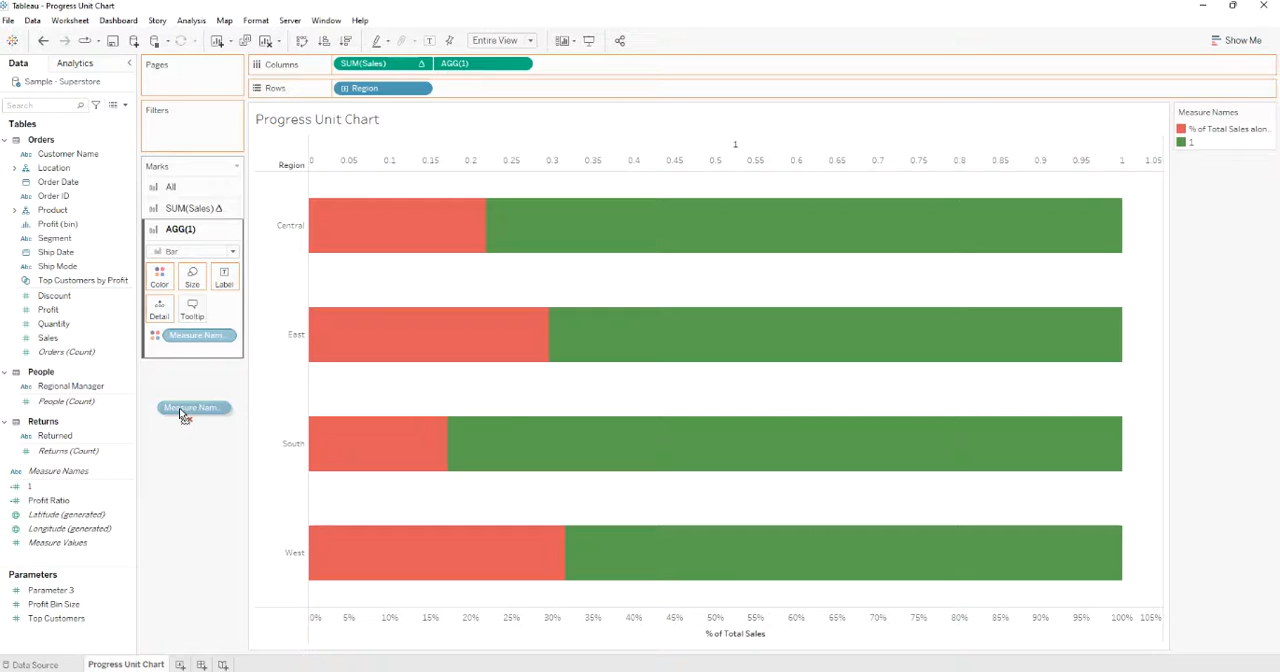 Tableau - Progress Unit Chart
File Data Worksheet Dashboard Story Analysis Map Format Server Window Help
Entire View
Show Me
Data Analytics
Sample - Superstore
Search
Tables
Orders
Customer Name
Location
Order Date
Order ID
Product
Profit (bin)
Segment
Ship Date
Ship Mode
Top Customers by Profit
Discount
Profit
Quantity
Sales
Orders (Count)
People
Regional Manager
People (Count)
Returns
Returned
Returns (Count)
Measure Names
1
Profit Ratio
Latitude (generated)
Longitude (generated)
Measure Values
Parameters
Parameter 3
Profit Bin Size
Top Customers
Pages
Filters
Marks
All
SUM(Sales) Δ
AGG(1)
Bar
Color Size Label
Detail Tooltip
Measure Nam..
Measure Nam..
Columns SUM(Sales) Δ AGG(1)
Rows Region
Progress Unit Chart
1
Region 0 0.05 0.1 0.15 0.2 0.25 0.3 0.35 0.4 0.45 0.5 0.55 0.6 0.65 0.7 0.75 0.8 0.85 0.9 0.95 1 1.05
Central
East
South
West
0% 5% 10% 15% 20% 25% 30% 35% 40% 45% 50% 55% 60% 65% 70% 75% 80% 85% 90% 95% 100% 105%
% of Total Sales
Measure Names
% of Total Sales alon..
1
Data Source Progress Unit Chart